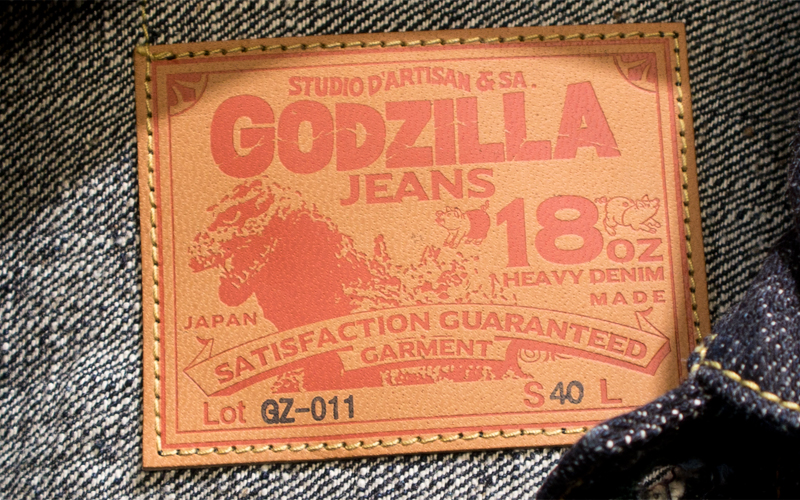 STUDIO D'ARTISAN & SA.
GODZILLA
JEANS
18oz
HEAVY DENIM
JAPAN MADE
SATISFACTION GUARANTEED
GARMENT
Lot GZ-011 S 40 L